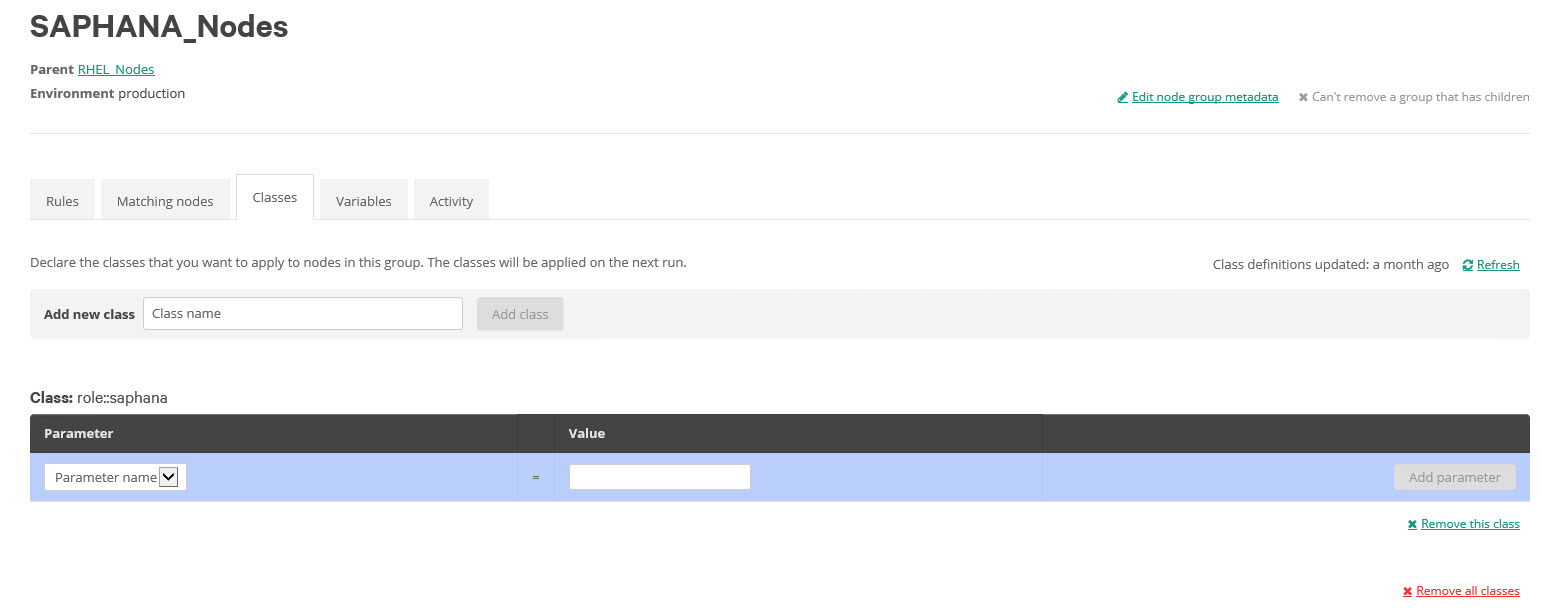 SAPHANA_Nodes
Parent RHEL_Nodes
Environment production
Edit node group metadata
Can't remove a group that has children
Rules
Matching nodes
Classes
Variables
Activity
Declare the classes that you want to apply to nodes in this group. The classes will be applied on the next run.
Class definitions updated: a month ago
Refresh
Add new class
Class name
Add class
Class: role::saphana
Parameter
Value
Parameter name
=
Add parameter
Remove this class
Remove all classes